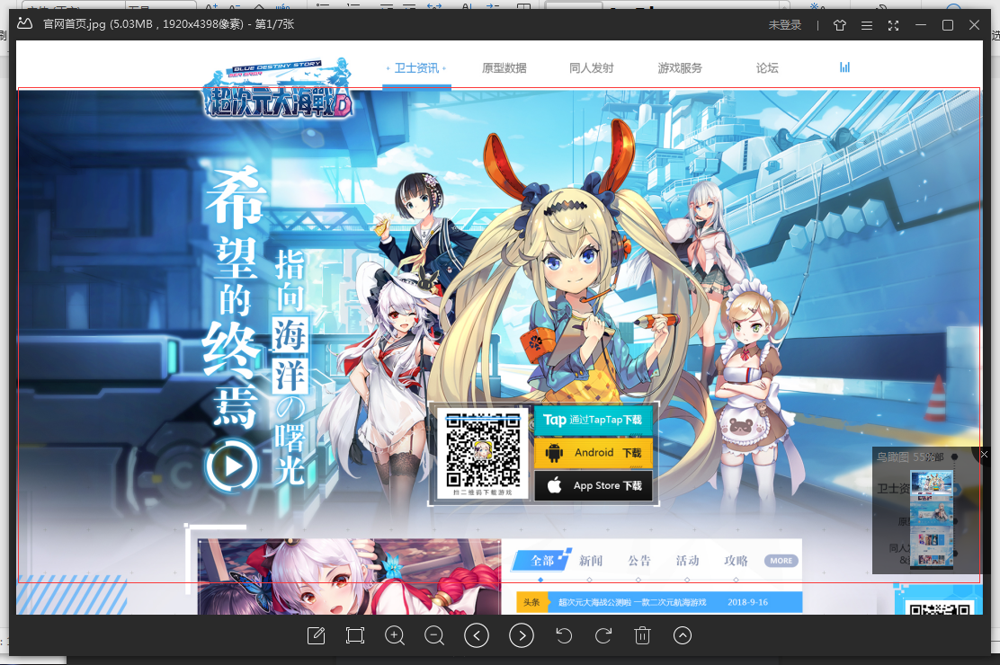 官网首页.jpg (5.03MB , 1920x4398像素) - 第1/7张
未登录
BLUE DESTINY STORY
超次元大海戰
卫士资讯
原型数据
同人发射
游戏服务
论坛
希望的终焉
指向海洋の曙光
通过TapTap下载
Tap
Android 下载
App Store 下载
扫二维码下载游戏
鸟瞰图 55%
卫士资
同人
全部
新闻
公告
活动
攻略
MORE
头条
超次元大海战公测啦 一款二次元航海游戏
2018-9-16